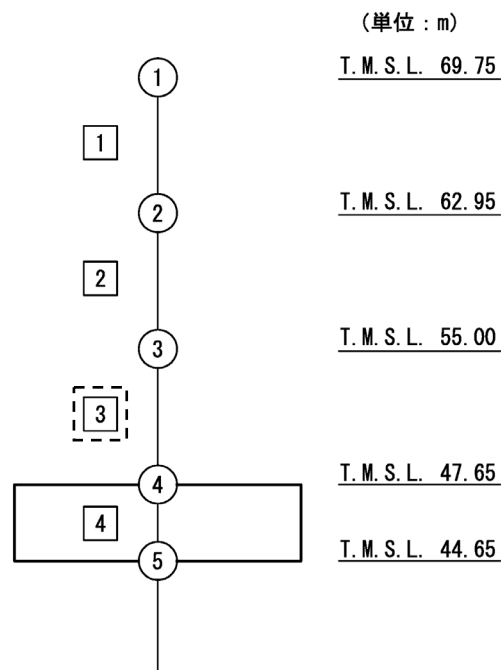 (単位：m)
① T.M.S.L. 69.75
1
② T.M.S.L. 62.95
2
③ T.M.S.L. 55.00
3
④ T.M.S.L. 47.65
4
⑤ T.M.S.L. 44.65